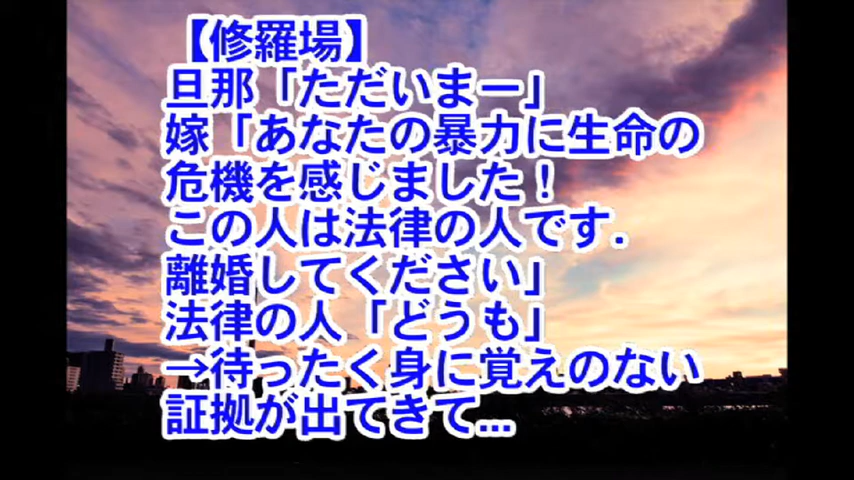 【修羅場】
旦那「ただいまー」
嫁「あなたの暴力に生命の
危機を感じました！
この人は法律の人です．
離婚してください」
法律の人「どうも」
→待ったく身に覚えのない
証拠が出てきて...